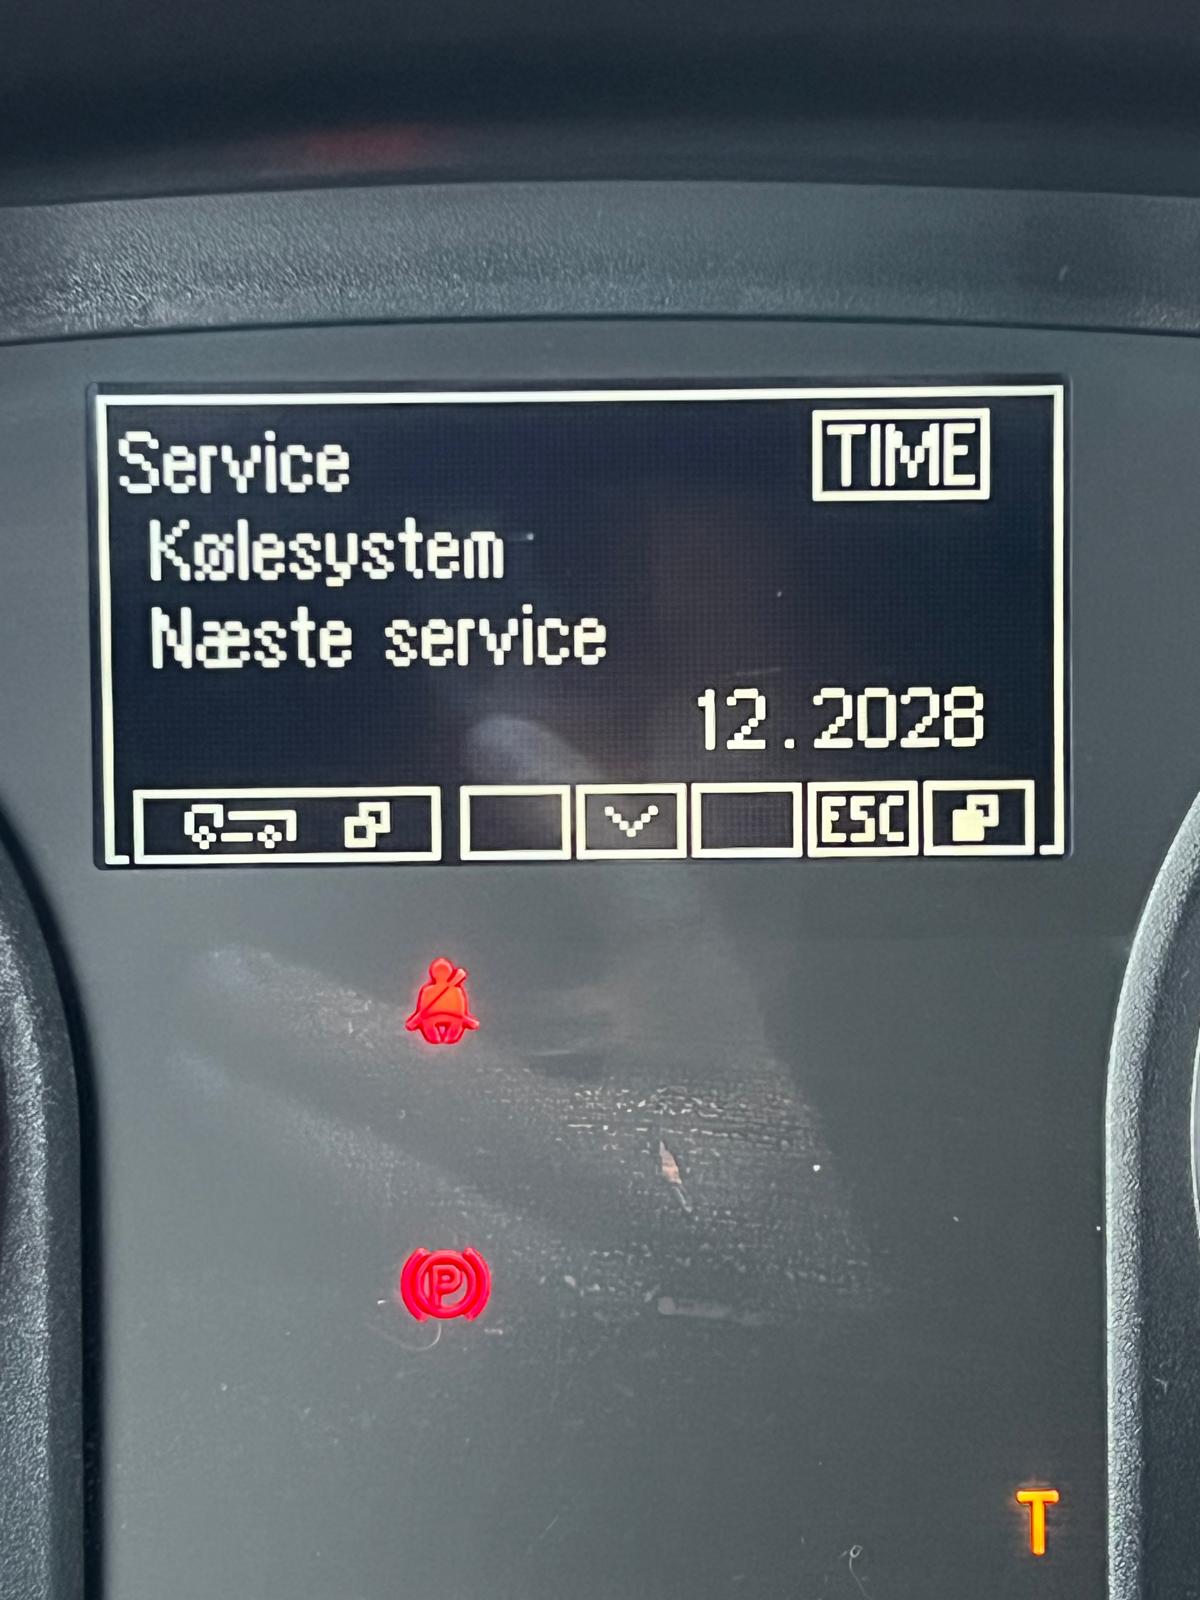 Service TIME
Kølesystem
Næste service
12.2028
ESC
P
T